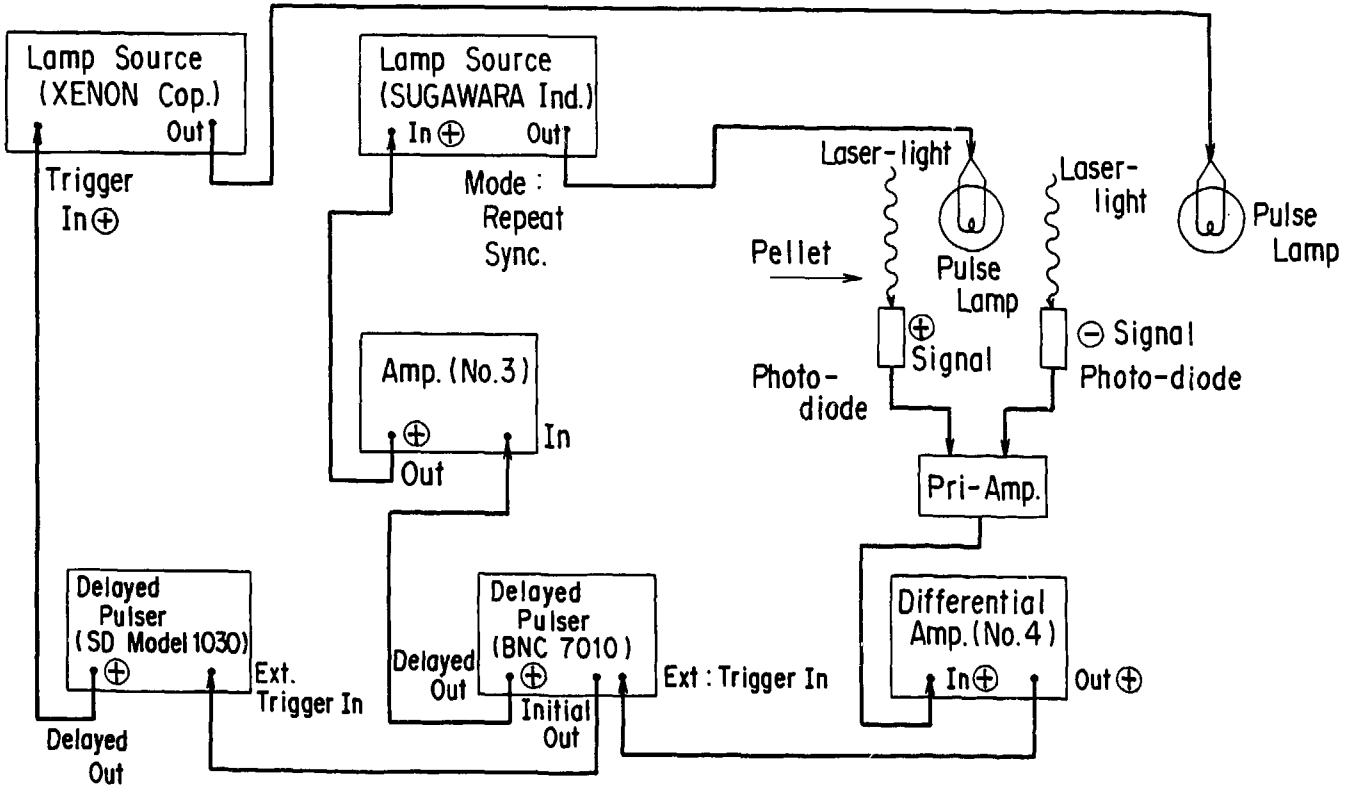 Lamp Source
(XENON Cop.)
Out
Trigger
In⊕
Lamp Source
(SUGAWARA Ind.)
In ⊕
Out
Mode :
Repeat
Sync.
Laser-light
Laser-
light
Pulse
Lamp
Pellet
Pulse
Lamp
⊕
Signal
⊖ Signal
Photo-
diode
Photo-diode
Amp. (No.3)
⊕
In
Out
Pri-Amp.
Delayed
Pulser
(SD Model 1030)
⊕
Ext.
Trigger In
Delayed
Out
Delayed
Pulser
(BNC 7010)
Delayed
Out
⊕
Ext : Trigger In
Initial
Out
Differential
Amp. (No.4)
In⊕
Out⊕